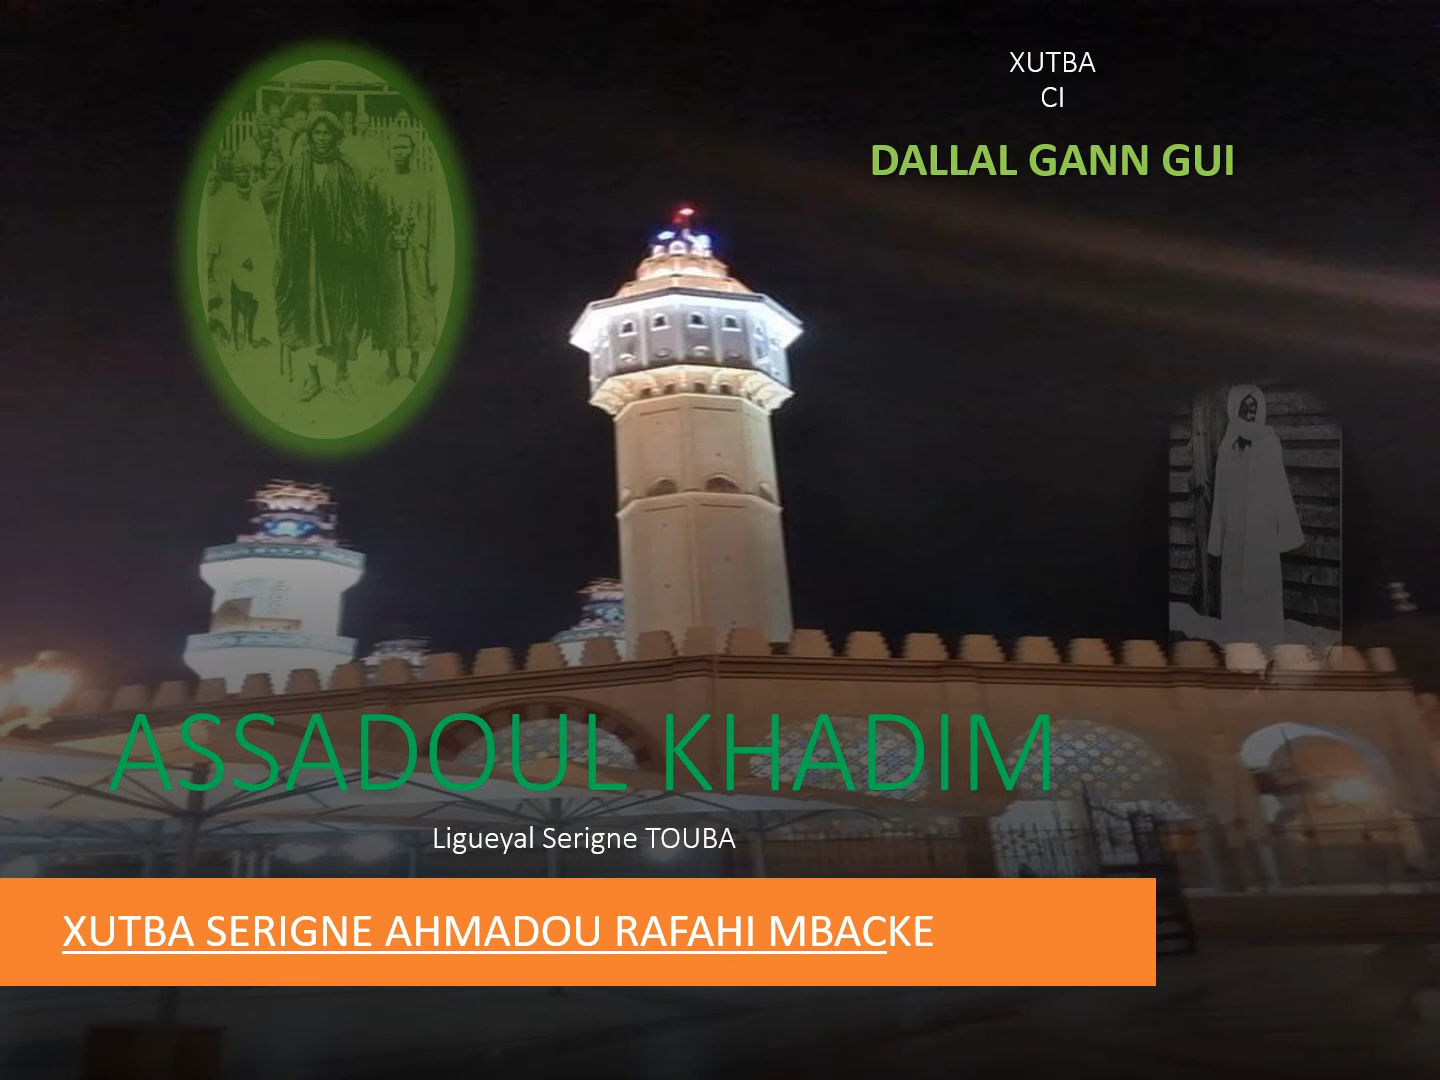 XUTBA
CI
DALLAL GANN GUI
ASSADOUL KHADIM
Ligueyal Serigne TOUBA
XUTBA SERIGNE AHMADOU RAFAHI MBACKE